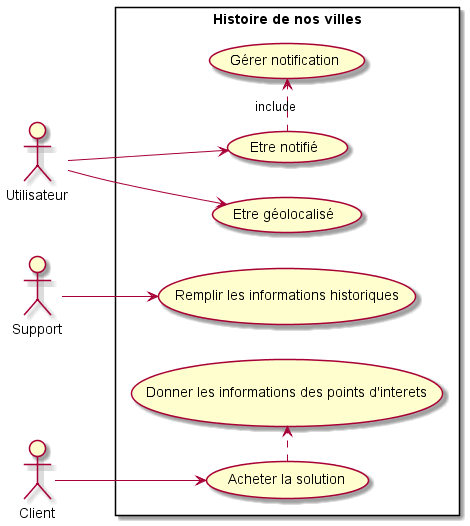 Histoire de nos villes
Gérer notification
include
Etre notifié
Utilisateur
Etre géolocalisé
Remplir les informations historiques
Support
Donner les informations des points d'interets
Acheter la solution
Client